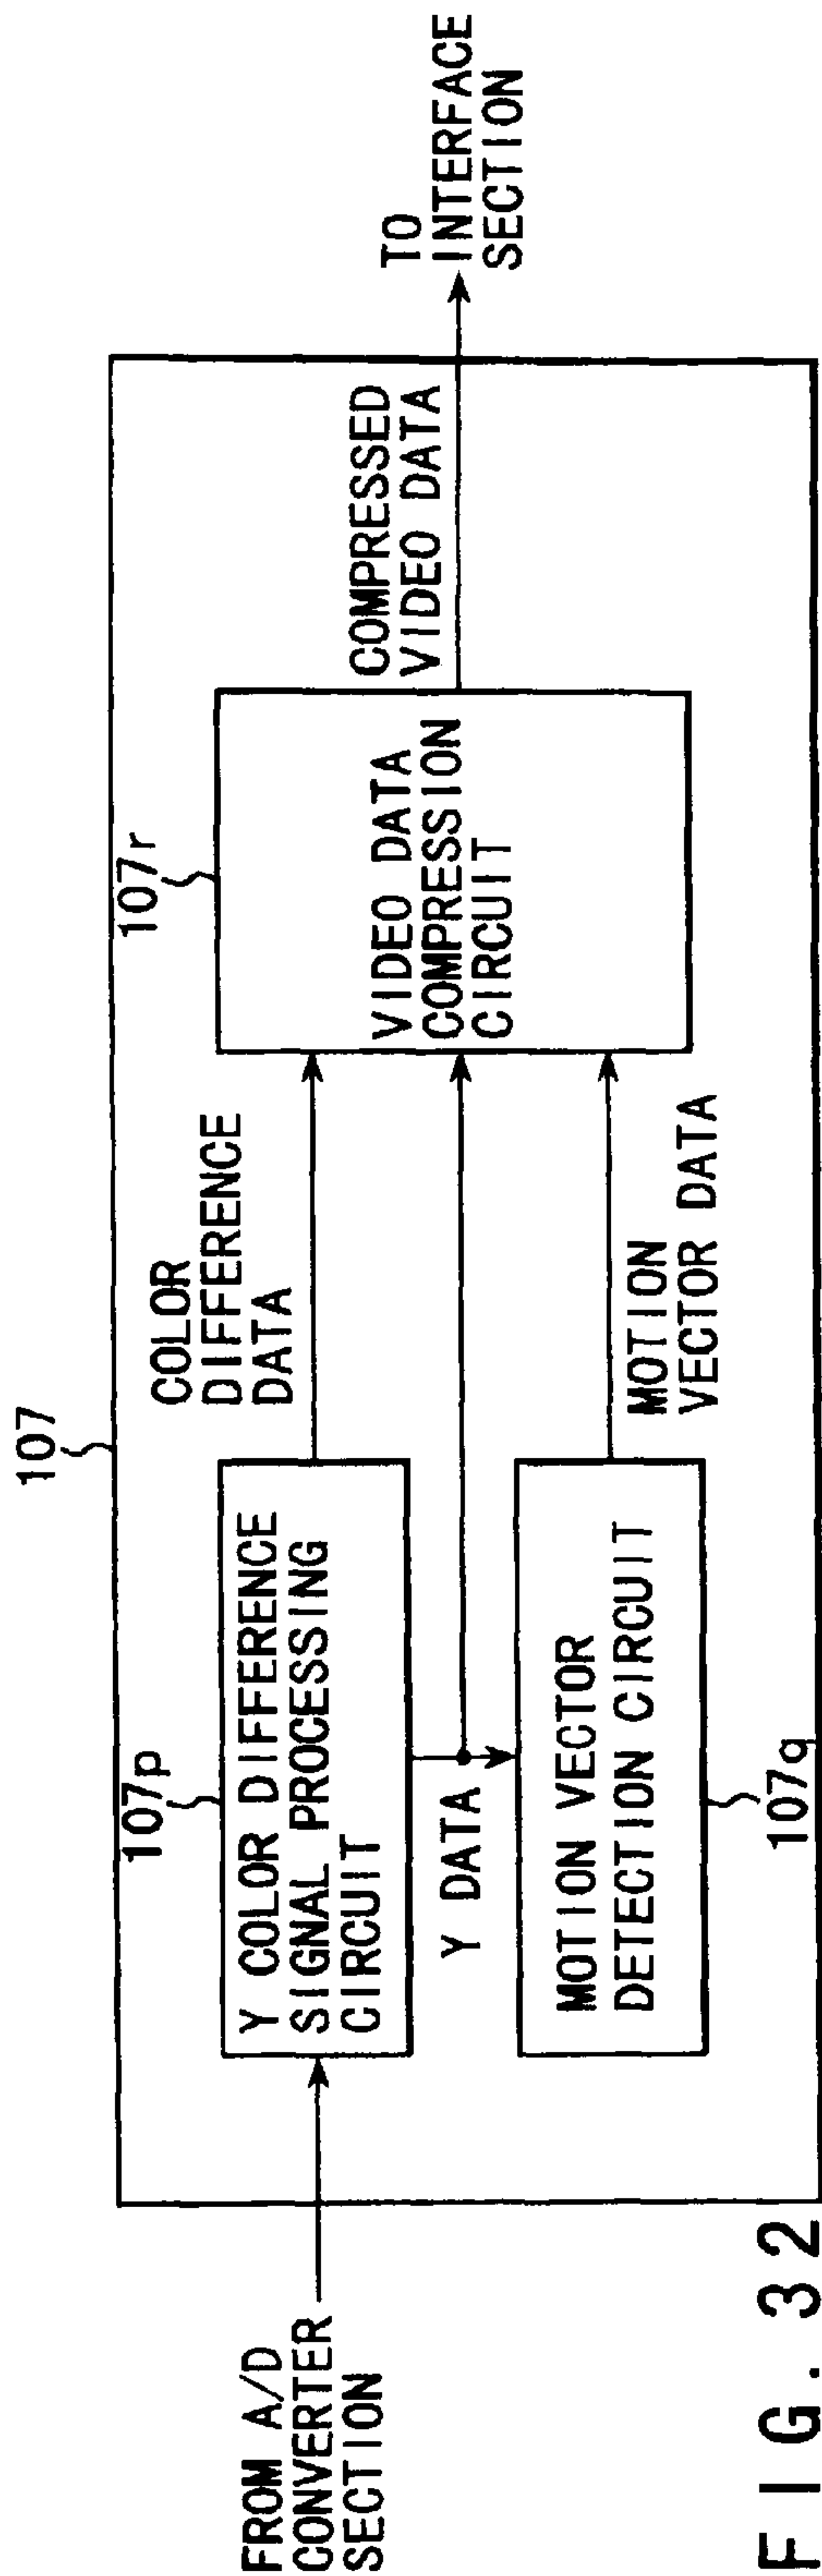 107
FROM A/D
CONVERTER
SECTION
107p
Y COLOR DIFFERENCE
SIGNAL PROCESSING
CIRCUIT
COLOR
DIFFERENCE
DATA
Y DATA
MOTION VECTOR
DETECTION CIRCUIT
107q
MOTION
VECTOR DATA
107r
VIDEO DATA
COMPRESSION
CIRCUIT
COMPRESSED
VIDEO DATA
TO
INTERFACE
SECTION
FIG. 32